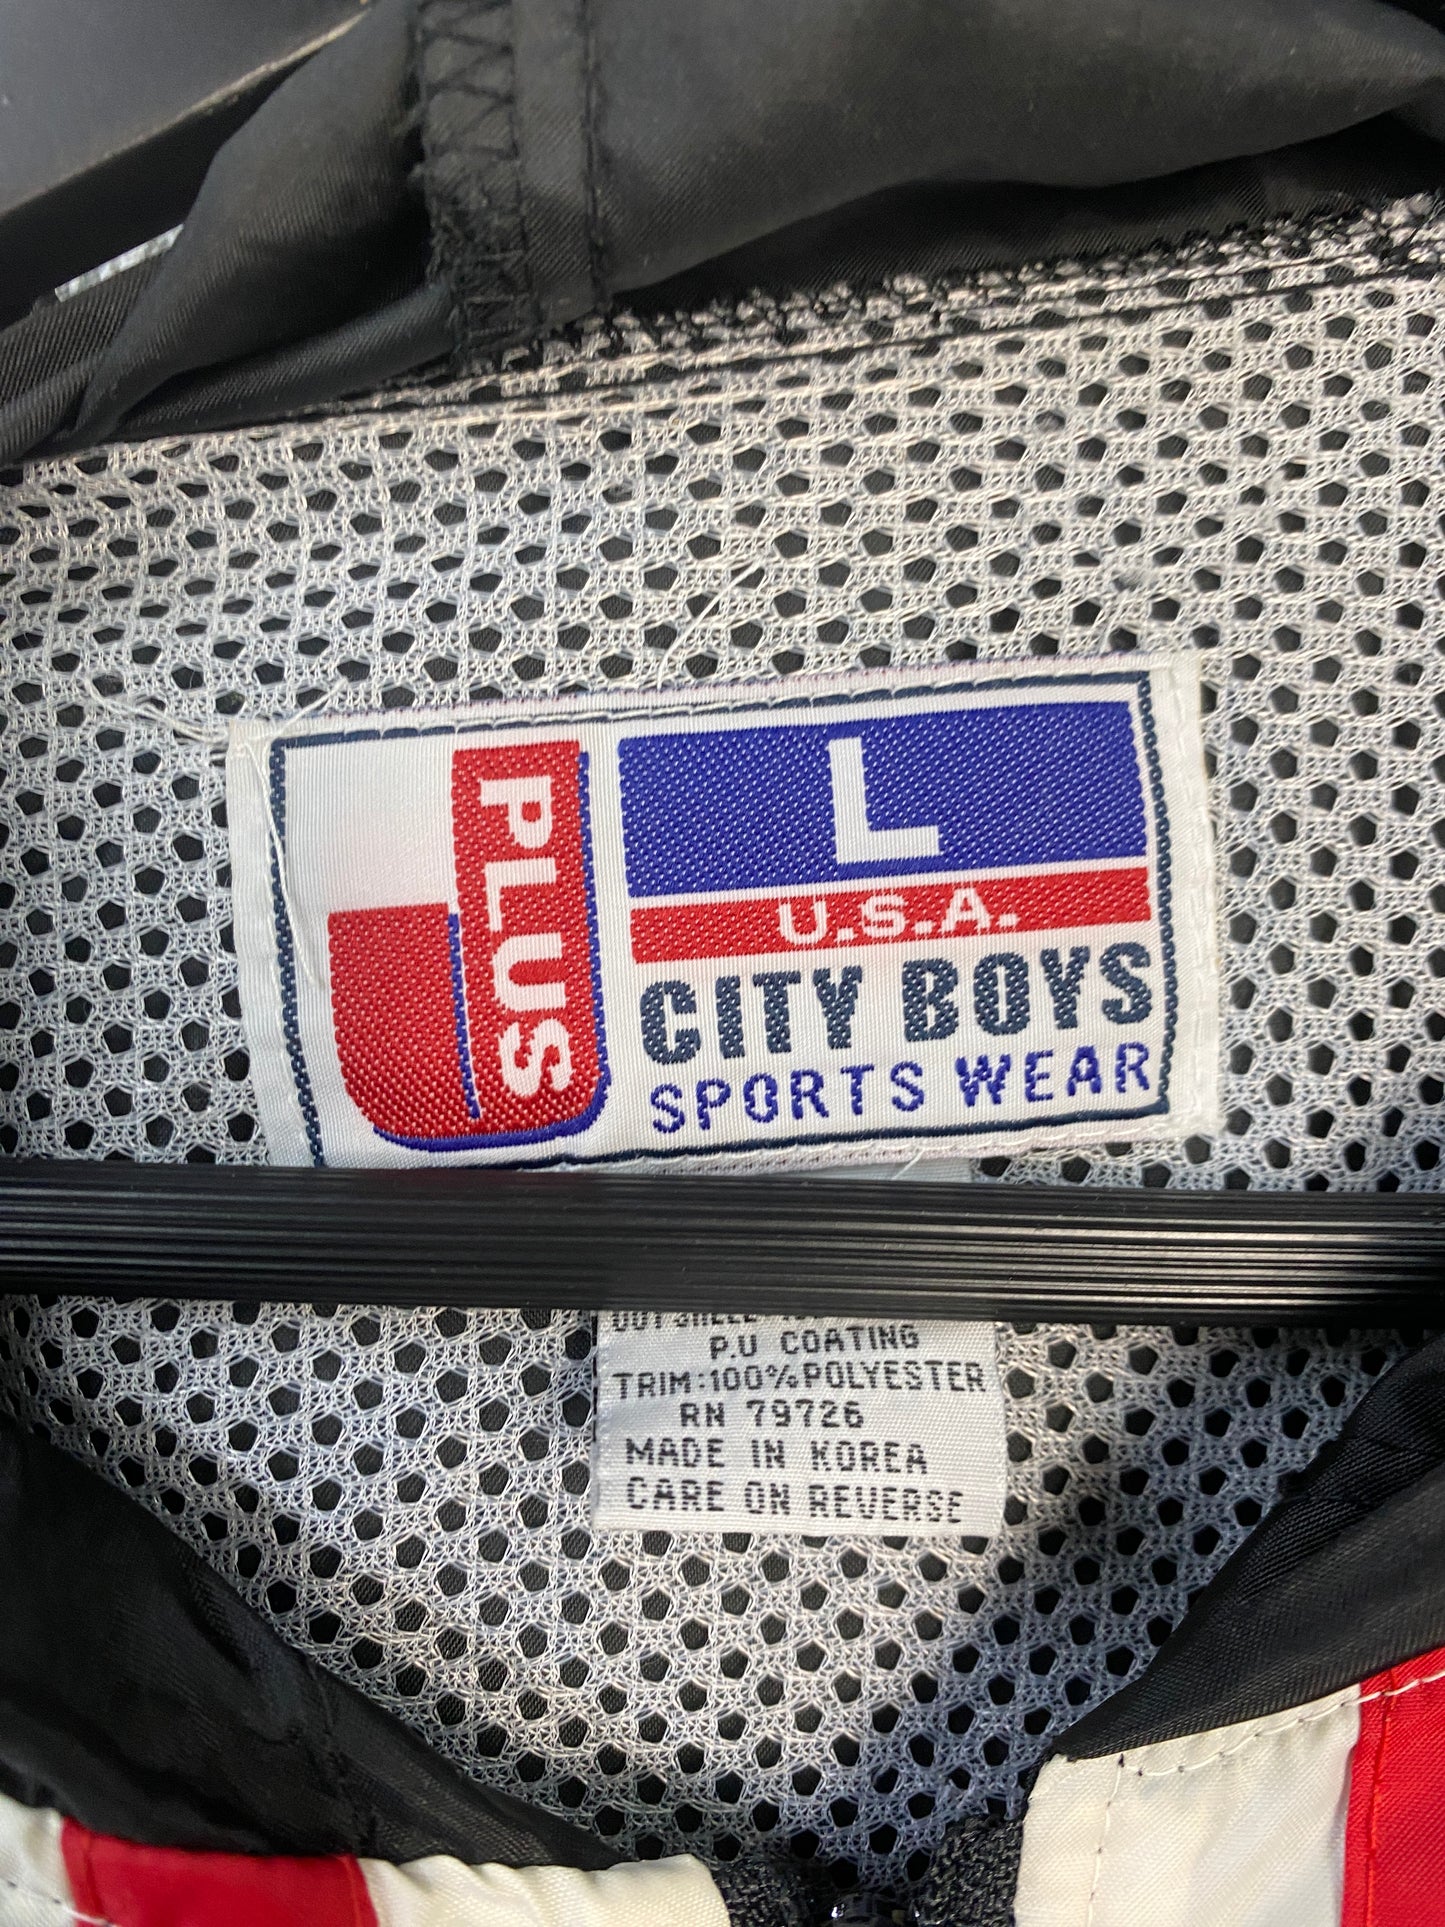 PLUS
L
U.S.A.
CITY BOYS
SPORTS WEAR
P.U COATING
TRIM:100%POLYESTER
RN 79726
MADE IN KOREA
CARE ON REVERSE